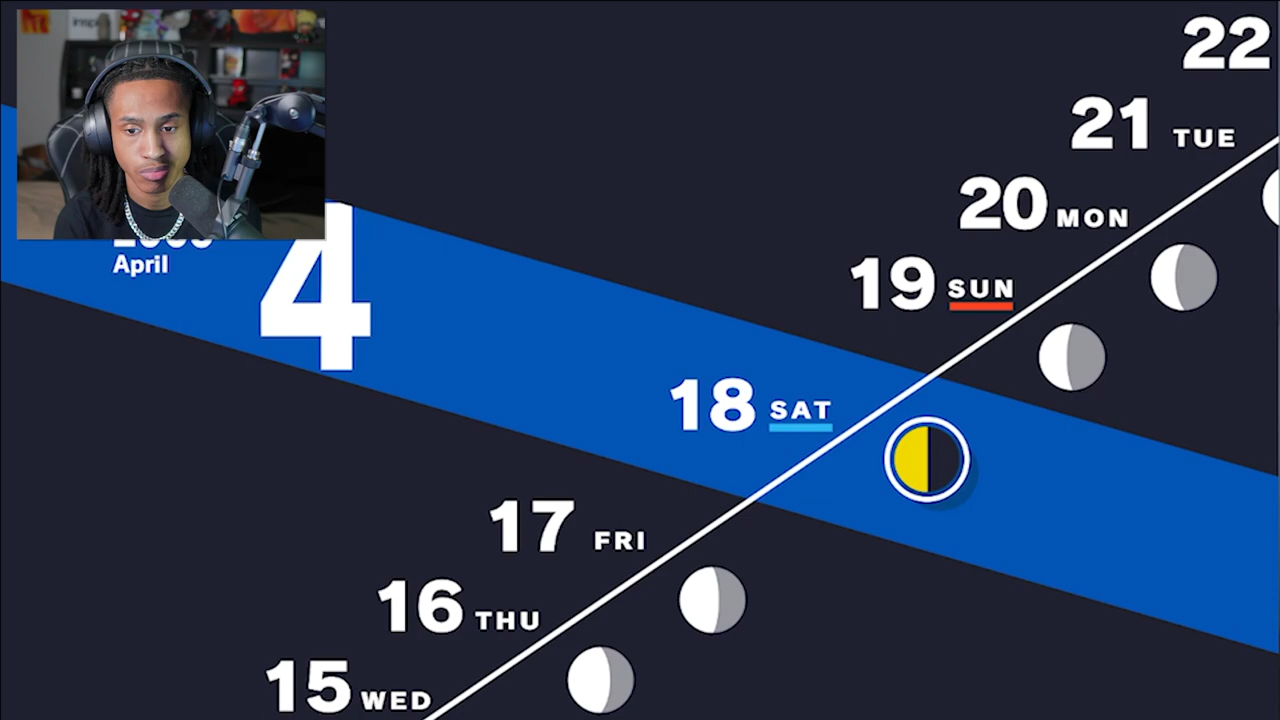 22
21 TUE
20 MON
April
4
19 SUN
18 SAT
17 FRI
16 THU
15 WED